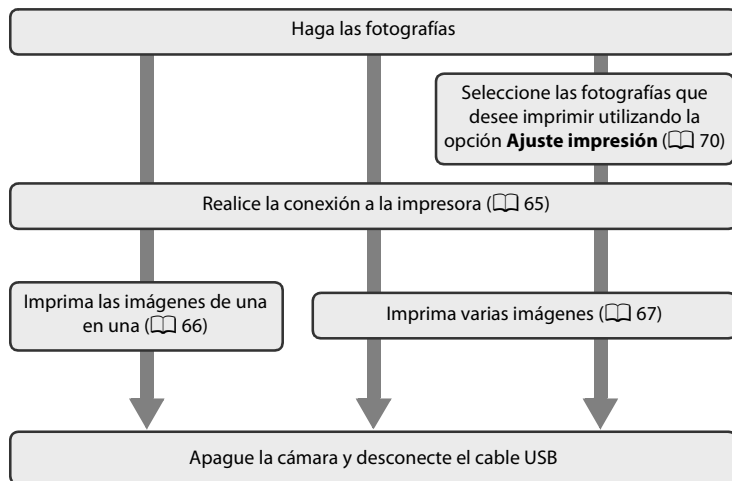 Haga las fotografías
Seleccione las fotografías que
desee imprimir utilizando la
opción Ajuste impresión (📖 70)
Realice la conexión a la impresora (📖 65)
Imprima las imágenes de una
en una (📖 66)
Imprima varias imágenes (📖 67)
Apague la cámara y desconecte el cable USB